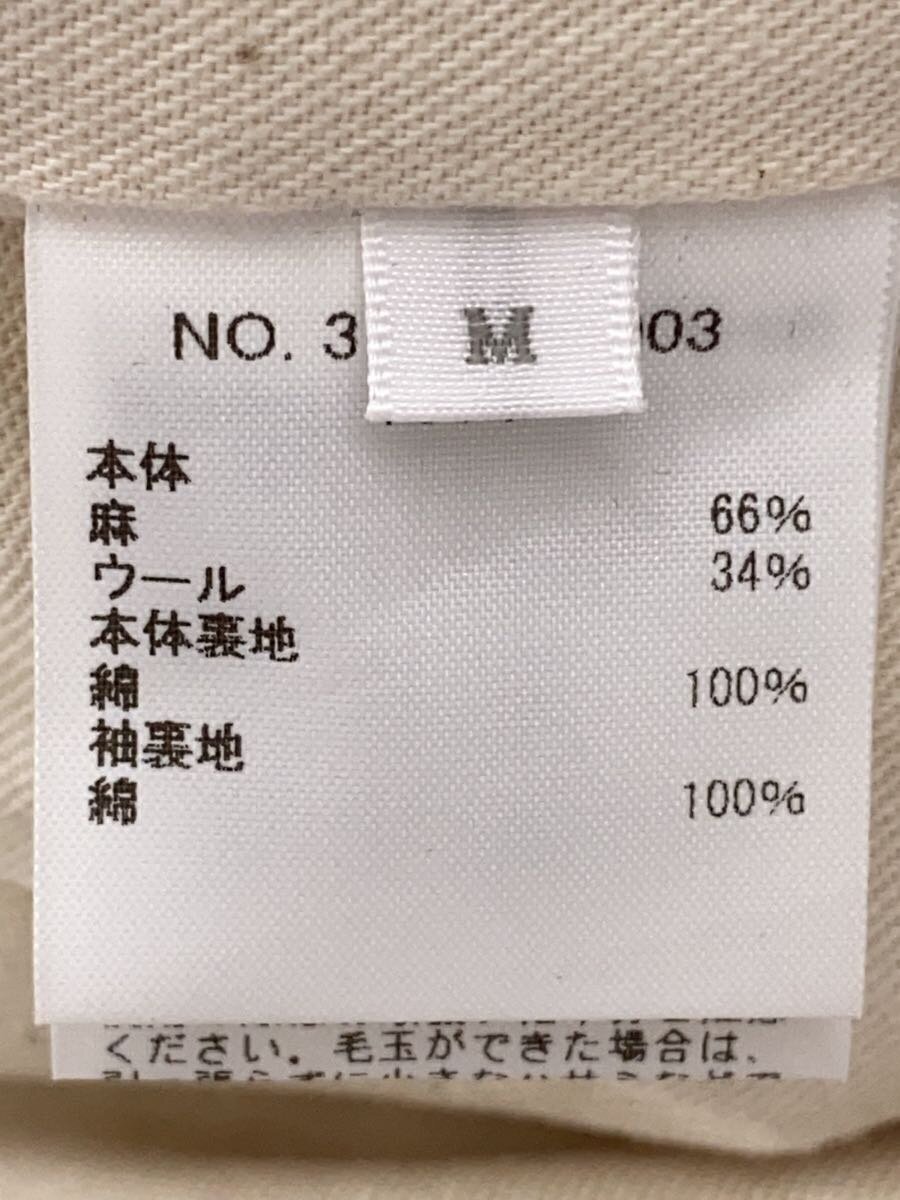 NO. 3
M
003
本体
麻 66%
ウール 34%
本体裏地
綿 100%
袖裏地
綿 100%
ください。毛玉ができた場合は、